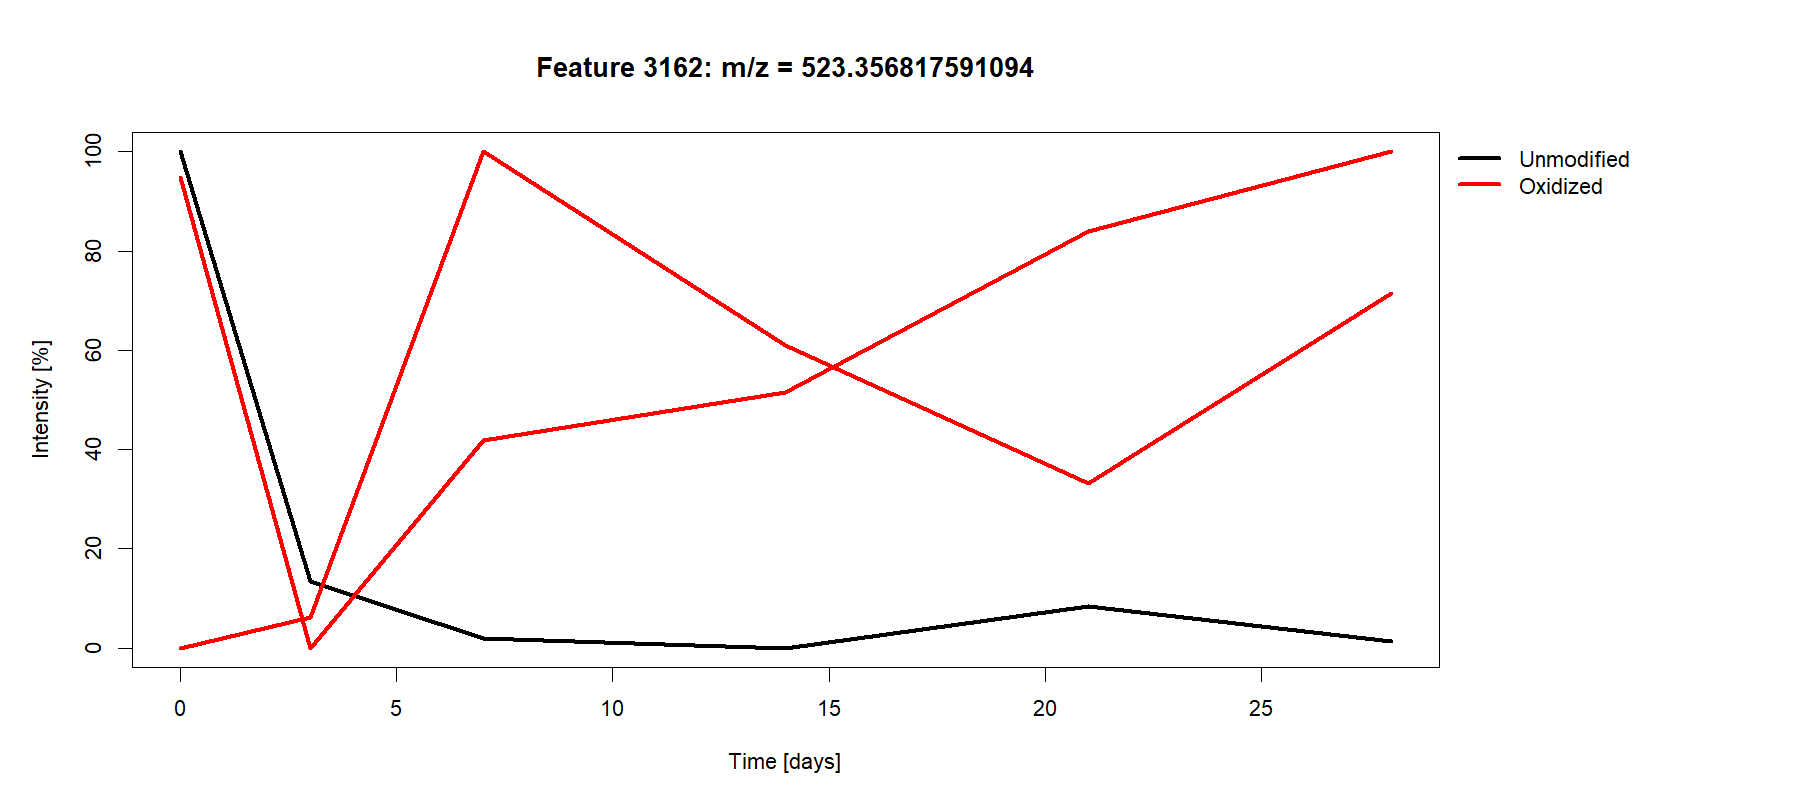 Feature 3162: m/z = 523.356817591094
Unmodified
Oxidized
100
80
60
40
20
0
Intensity [%]
0 5 10 15 20 25
Time [days]